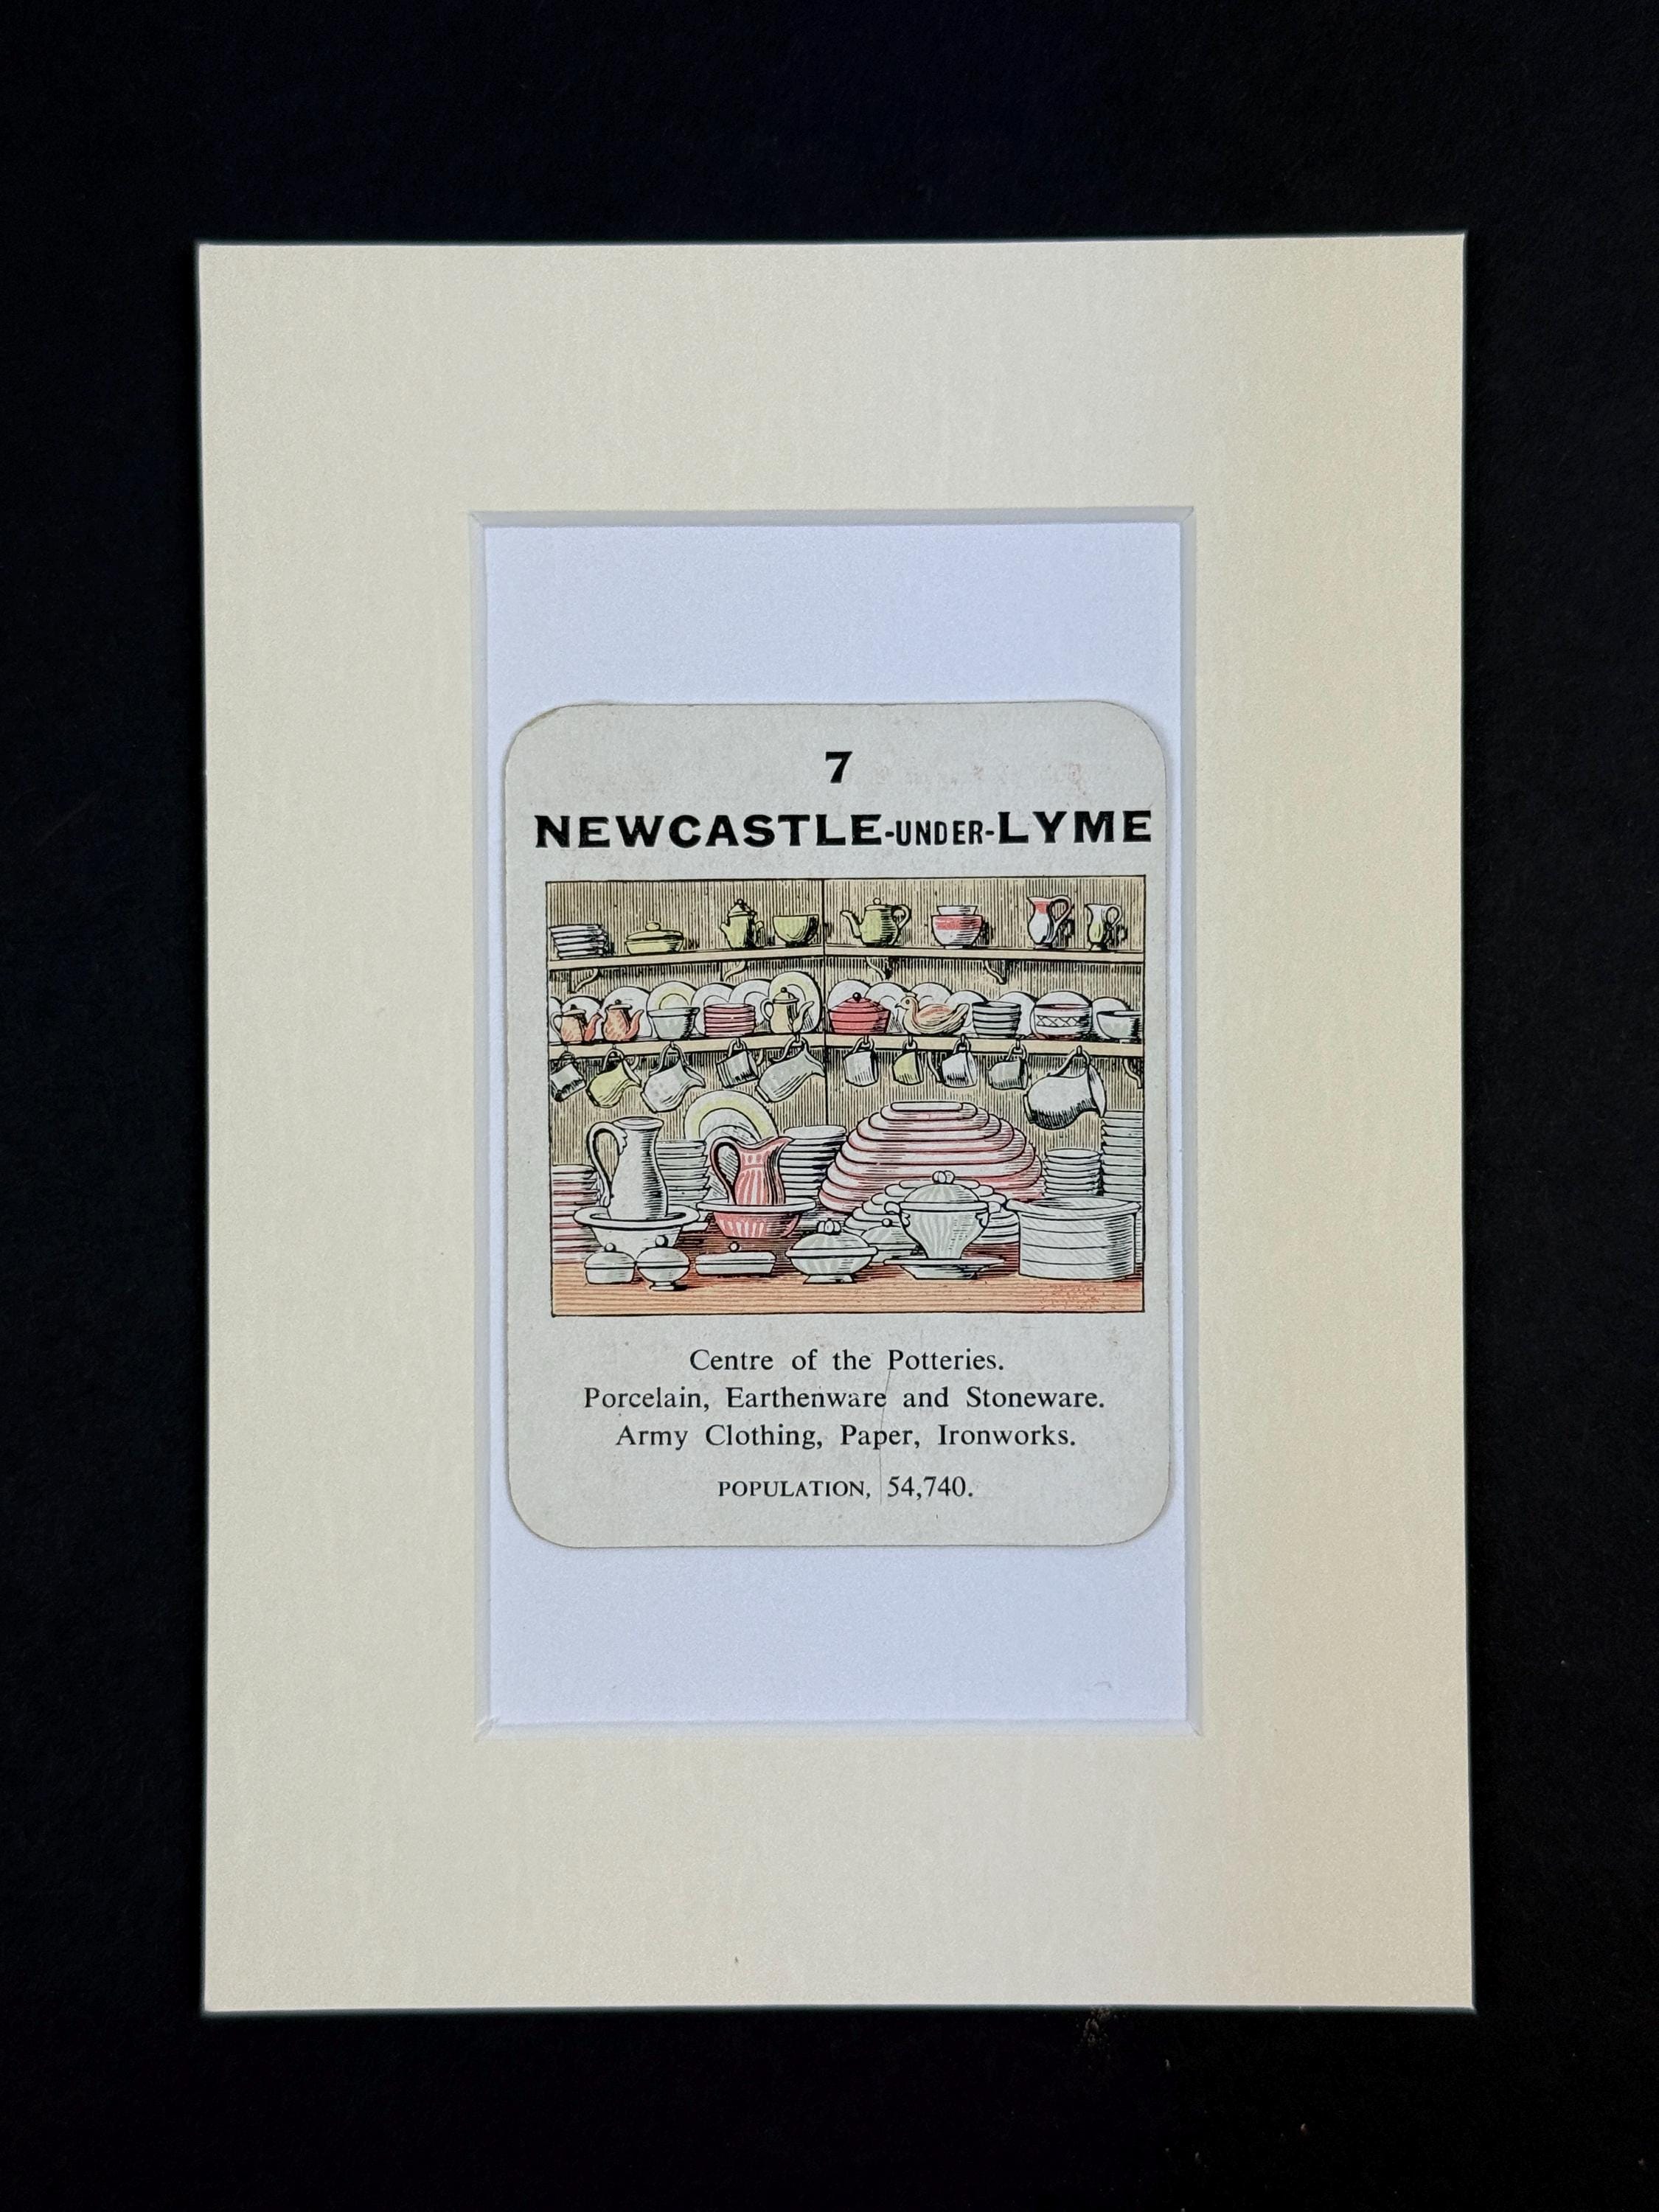 7
NEWCASTLE-UNDER-LYME
Centre of the Potteries.
Porcelain, Earthenware and Stoneware.
Army Clothing, Paper, Ironworks.
POPULATION, 54,740.